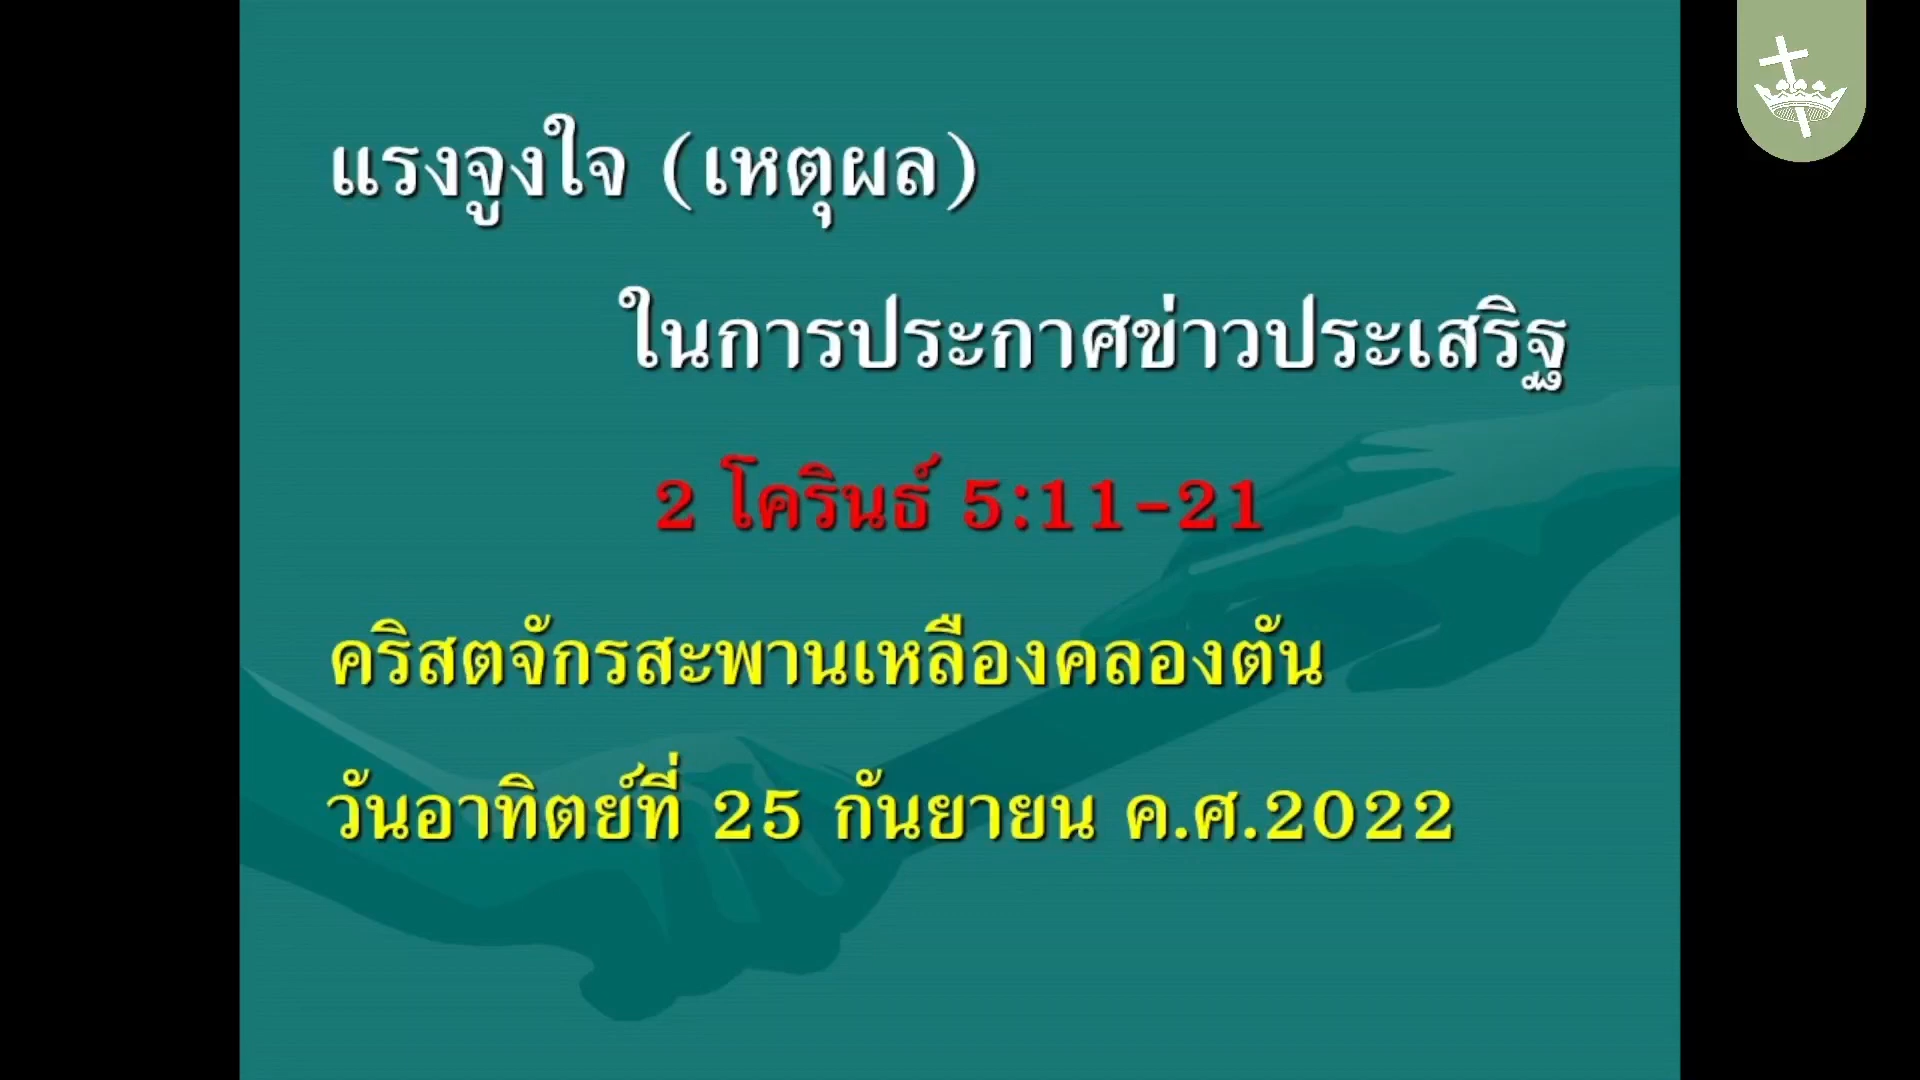 แรงจูงใจ (เหตุผล)
ในการประกาศข่าวประเสริฐ
2 โครินธ์ 5:11-21
คริสตจักรสะพานเหลืองคลองตัน
วันอาทิตย์ที่ 25 กันยายน ค.ศ.2022